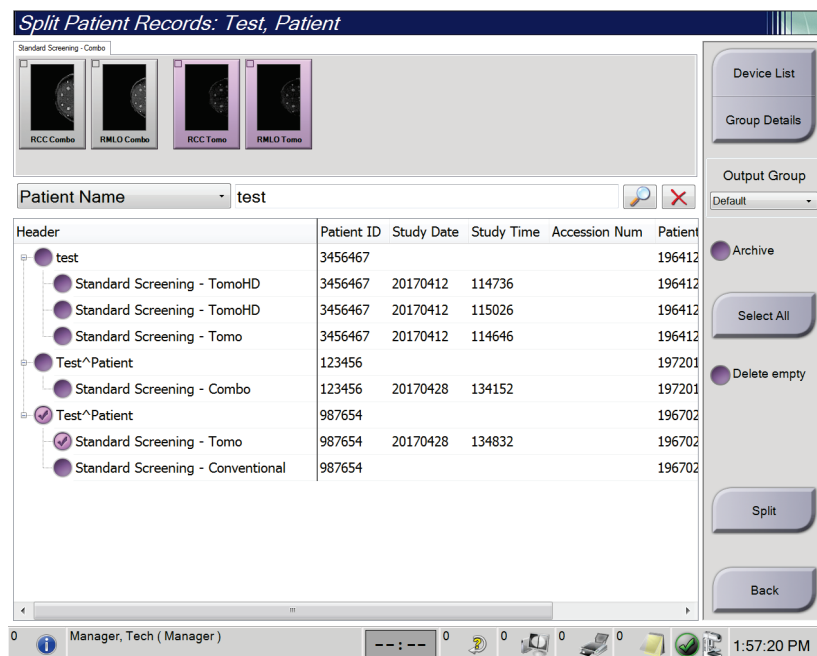 Split Patient Records: Test, Patient
Standard Screening - Combo
RCC Combo RMLO Combo RCC Tomo RMLO Tomo
Device List
Group Details
Output Group
Default
Patient Name test
Header Patient ID Study Date Study Time Accession Num Patient
test 3456467 196412
Standard Screening - TomoHD 3456467 20170412 114736 196412
Standard Screening - TomoHD 3456467 20170412 115026 196412
Standard Screening - Tomo 3456467 20170412 114646 196412
Test^Patient 123456 197201
Standard Screening - Combo 123456 20170428 134152 197201
Test^Patient 987654 196702
Standard Screening - Tomo 987654 20170428 134832 196702
Standard Screening - Conventional 987654 196702
Archive
Select All
Delete empty
Split
Back
0 Manager, Tech ( Manager ) --:-- 0 0 0 0 1:57:20 PM